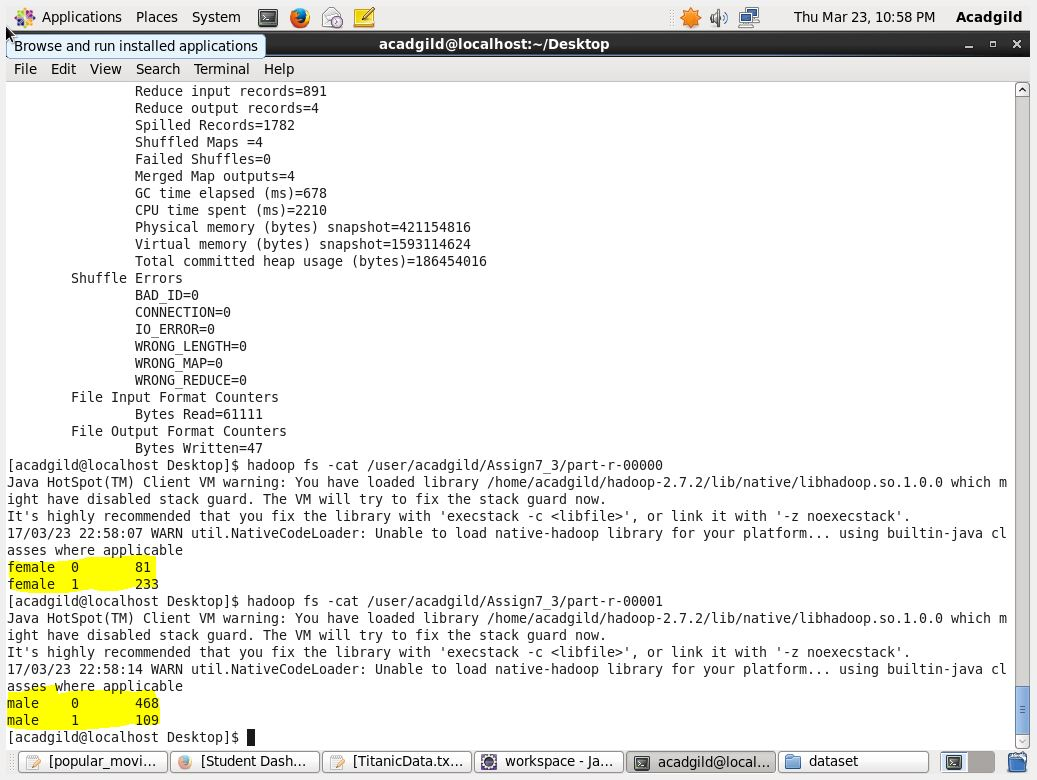 Applications Places System Thu Mar 23, 10:58 PM Acadgild
Browse and run installed applications
acadgild@localhost:~/Desktop
File Edit View Search Terminal Help
Reduce input records=891
Reduce output records=4
Spilled Records=1782
Shuffled Maps =4
Failed Shuffles=0
Merged Map outputs=4
GC time elapsed (ms)=678
CPU time spent (ms)=2210
Physical memory (bytes) snapshot=421154816
Virtual memory (bytes) snapshot=1593114624
Total committed heap usage (bytes)=186454016
Shuffle Errors
BAD_ID=0
CONNECTION=0
IO_ERROR=0
WRONG_LENGTH=0
WRONG_MAP=0
WRONG_REDUCE=0
File Input Format Counters
Bytes Read=61111
File Output Format Counters
Bytes Written=47
[acadgild@localhost Desktop]$ hadoop fs -cat /user/acadgild/Assign7_3/part-r-00000
Java HotSpot(TM) Client VM warning: You have loaded library /home/acadgild/hadoop-2.7.2/lib/native/libhadoop.so.1.0.0 which m
ight have disabled stack guard. The VM will try to fix the stack guard now.
It's highly recommended that you fix the library with 'execstack -c <libfile>', or link it with '-z noexecstack'.
17/03/23 22:58:07 WARN util.NativeCodeLoader: Unable to load native-hadoop library for your platform... using builtin-java cl
asses where applicable
female 0 81
female 1 233
[acadgild@localhost Desktop]$ hadoop fs -cat /user/acadgild/Assign7_3/part-r-00001
Java HotSpot(TM) Client VM warning: You have loaded library /home/acadgild/hadoop-2.7.2/lib/native/libhadoop.so.1.0.0 which m
ight have disabled stack guard. The VM will try to fix the stack guard now.
It's highly recommended that you fix the library with 'execstack -c <libfile>', or link it with '-z noexecstack'.
17/03/23 22:58:14 WARN util.NativeCodeLoader: Unable to load native-hadoop library for your platform... using builtin-java cl
asses where applicable
male 0 468
male 1 109
[acadgild@localhost Desktop]$
[popular_movi... [Student Dash... [TitanicData.tx... workspace - Ja... acadgild@local... dataset